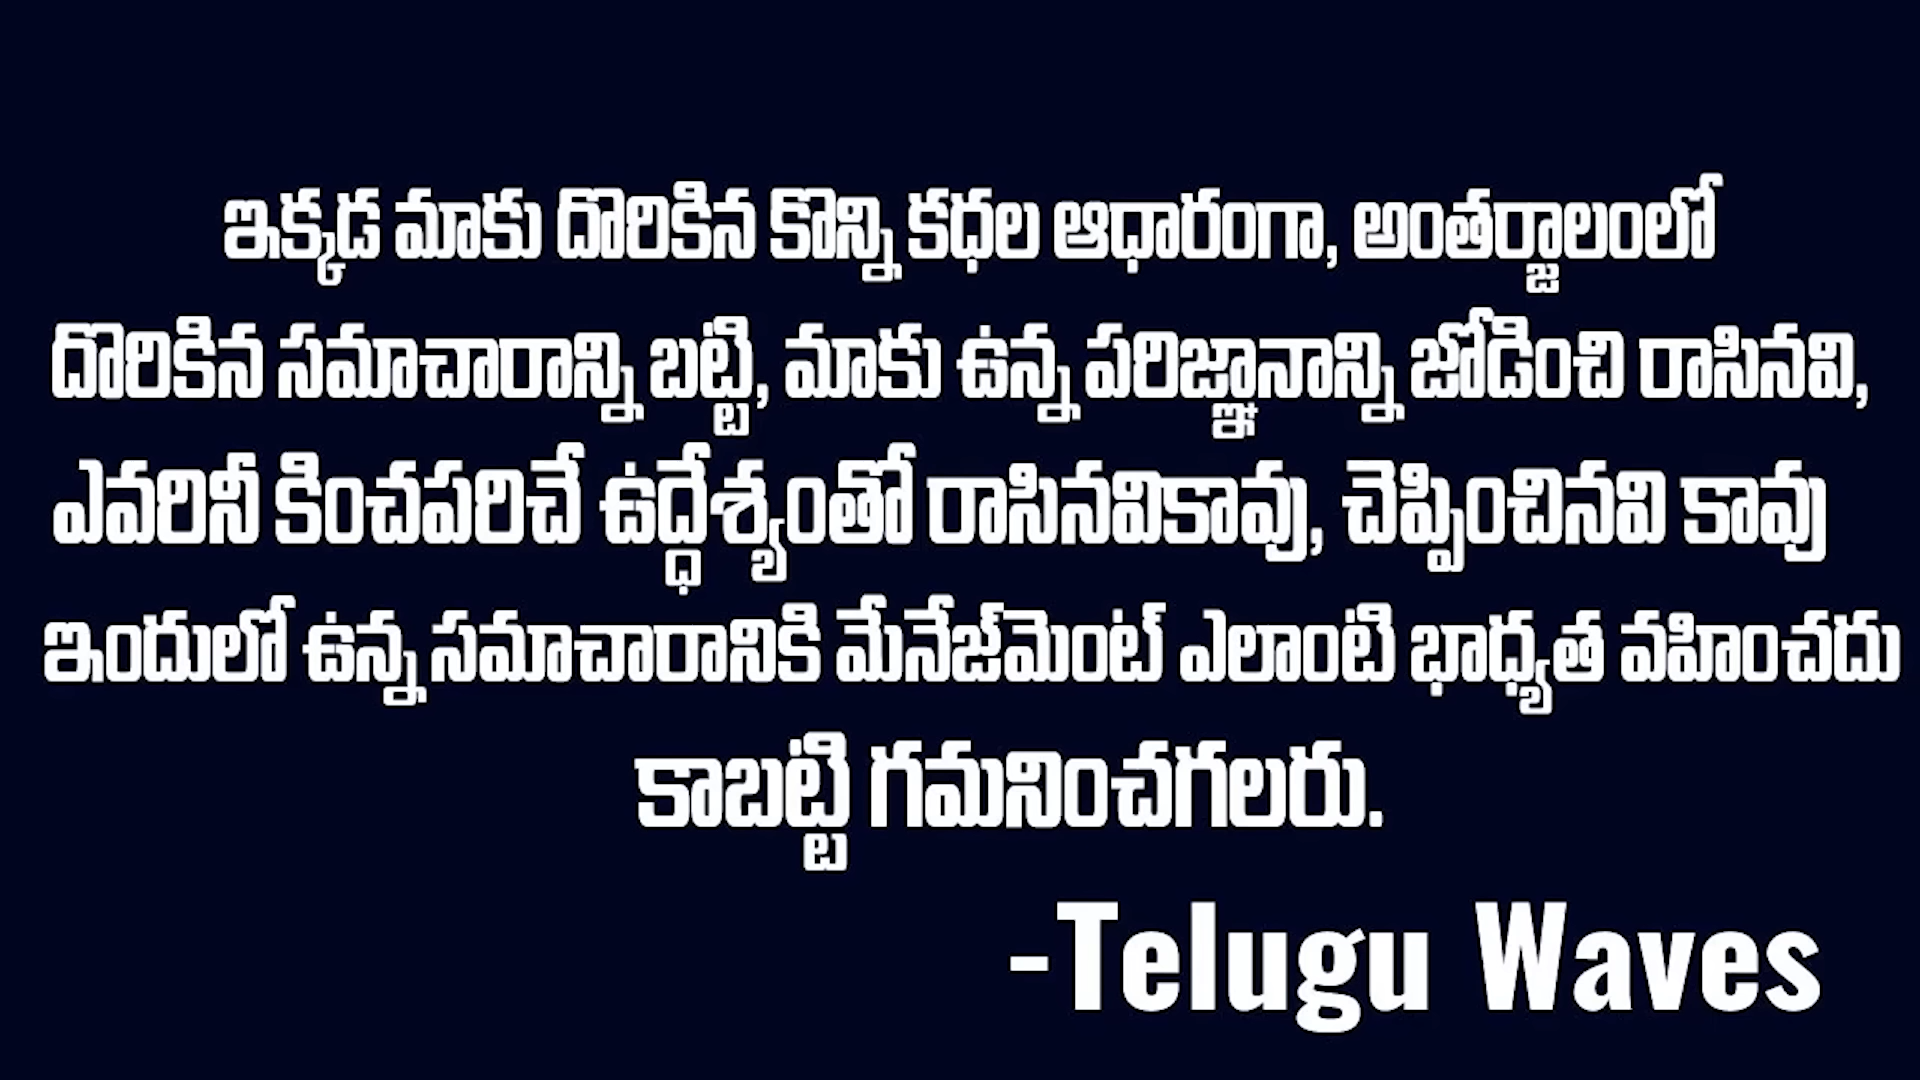 ఇక్కడ మాకు దొరికిన కొన్ని కధల ఆధారంగా, అంతర్జాలంలో
దొరికిన సమాచారాన్ని బట్టి, మాకు ఉన్న పరిజ్ఞానాన్ని జోడించి రాసినవి,
ఎవరినీ కించపరిచే ఉద్ధేశ్యంతో రాసినవికావు, చెప్పించినవి కావు
ఇందులో ఉన్న సమాచారానికి మేనేజ్‌మెంట్ ఎలాంటి భాధ్యత వహించదు
కాబట్టి గమనించగలరు.
-Telugu Waves